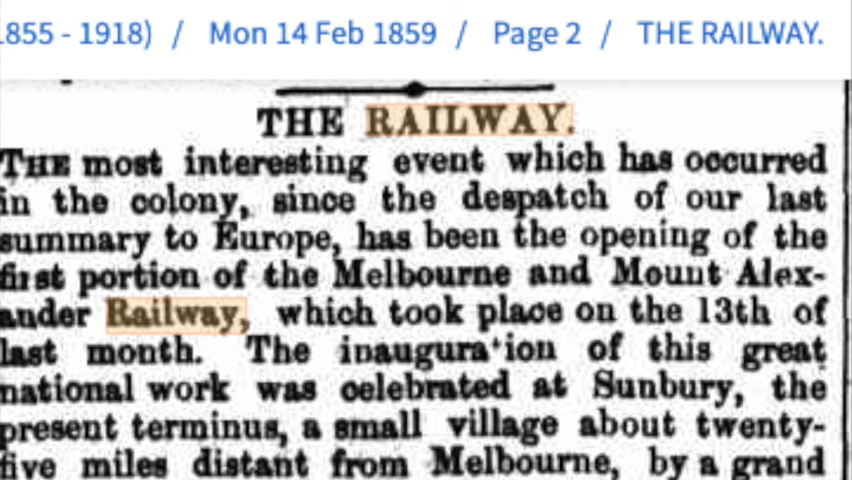 1855 - 1918) / Mon 14 Feb 1859 / Page 2 / THE RAILWAY.
THE RAILWAY.
THE most interesting event which has occurred
in the colony, since the despatch of our last
summary to Europe, has been the opening of the
first portion of the Melbourne and Mount Alex-
ander Railway, which took place on the 13th of
last month. The inaugura'ion of this great
national work was celebrated at Sunbury, the
present terminus, a small village about twenty-
five miles distant from Melbourne, by a grand